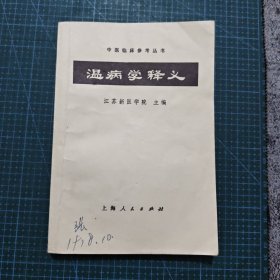 中医临床参考丛书
温病学释义
江苏新医学院 主编
上海人民出版社